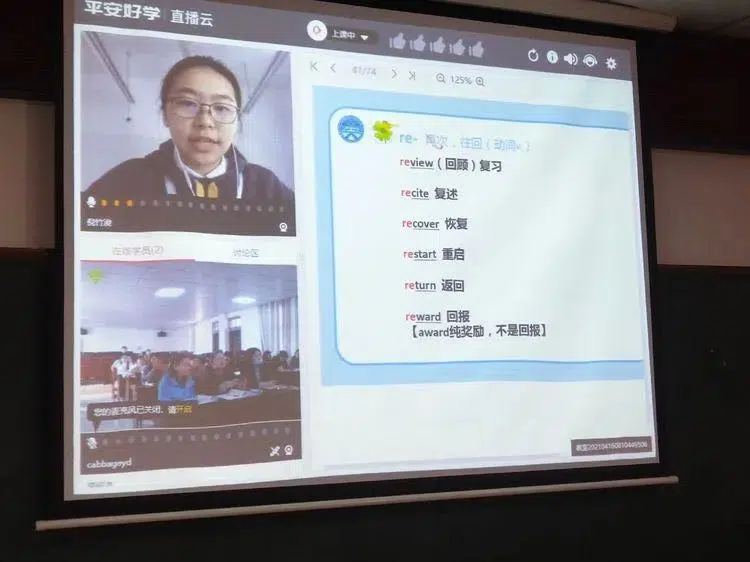 平安好学 直播云
上课中
47/74
125%
在线学员(2)
讨论区
您的麦克风已关闭，请开启
cabbageyd
re- 再次，往回（动词v.）
review（回顾）复习
recite 复述
recover 恢复
restart 重启
return 返回
reward 回报
【award纯奖励，不是回报】